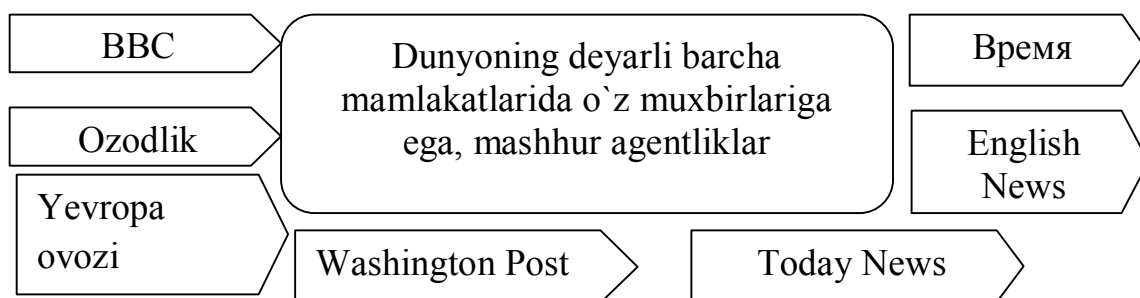 BBC
Dunyoning deyarli barcha
mamlakatlarida o`z muxbirlariga
ega, mashhur agentliklar
Время
Ozodlik
English
News
Yevropa
ovozi
Washington Post
Today News